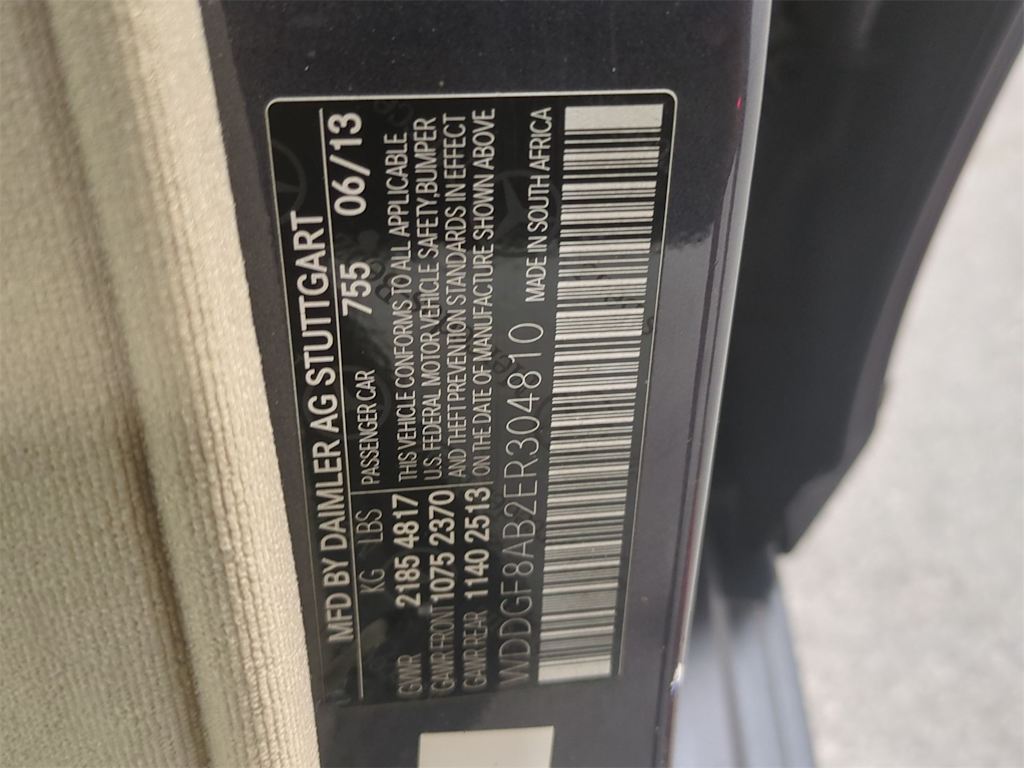 MFD BY DAIMLER AG STUTTGART
KG LBS PASSENGER CAR 755 06/13
GVWR 2185 4817 THIS VEHICLE CONFORMS TO ALL APPLICABLE
GAWR FRONT 1075 2370 U.S. FEDERAL MOTOR VEHICLE SAFETY, BUMPER
GAWR REAR 1140 2513 AND THEFT PREVENTION STANDARDS IN EFFECT
ON THE DATE OF MANUFACTURE SHOWN ABOVE
WDDGF8AB2ER304810 MADE IN SOUTH AFRICA